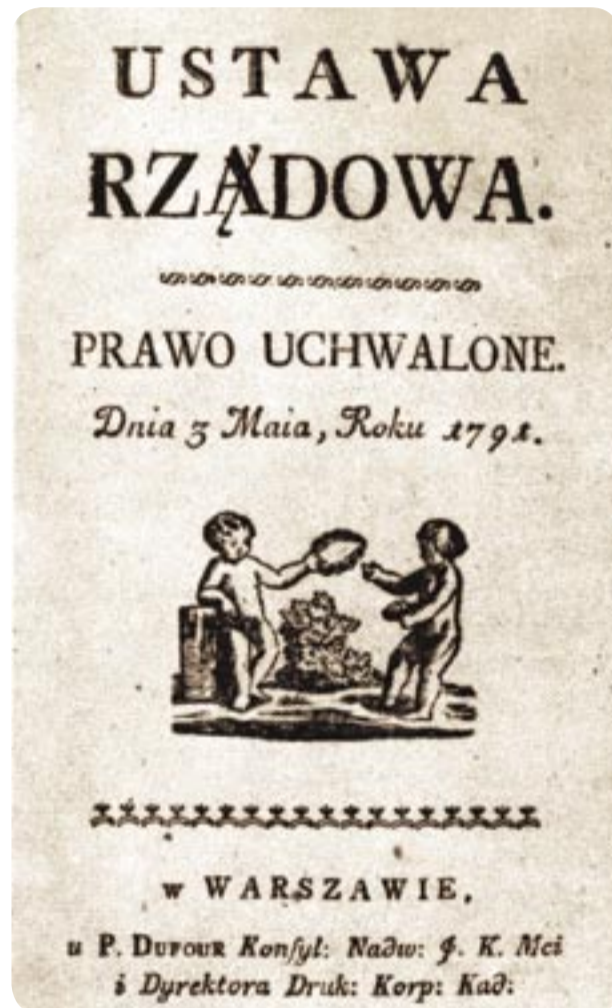 USTAWA
RZĄDOWA.
PRAWO UCHWALONE.
Dnia 3 Maia, Roku 1791.
w WARSZAWIE,
u P. DUFOUR Konſyl: Nadw: J. K. Mci
i Dyrektora Druk: Korp: Kad: